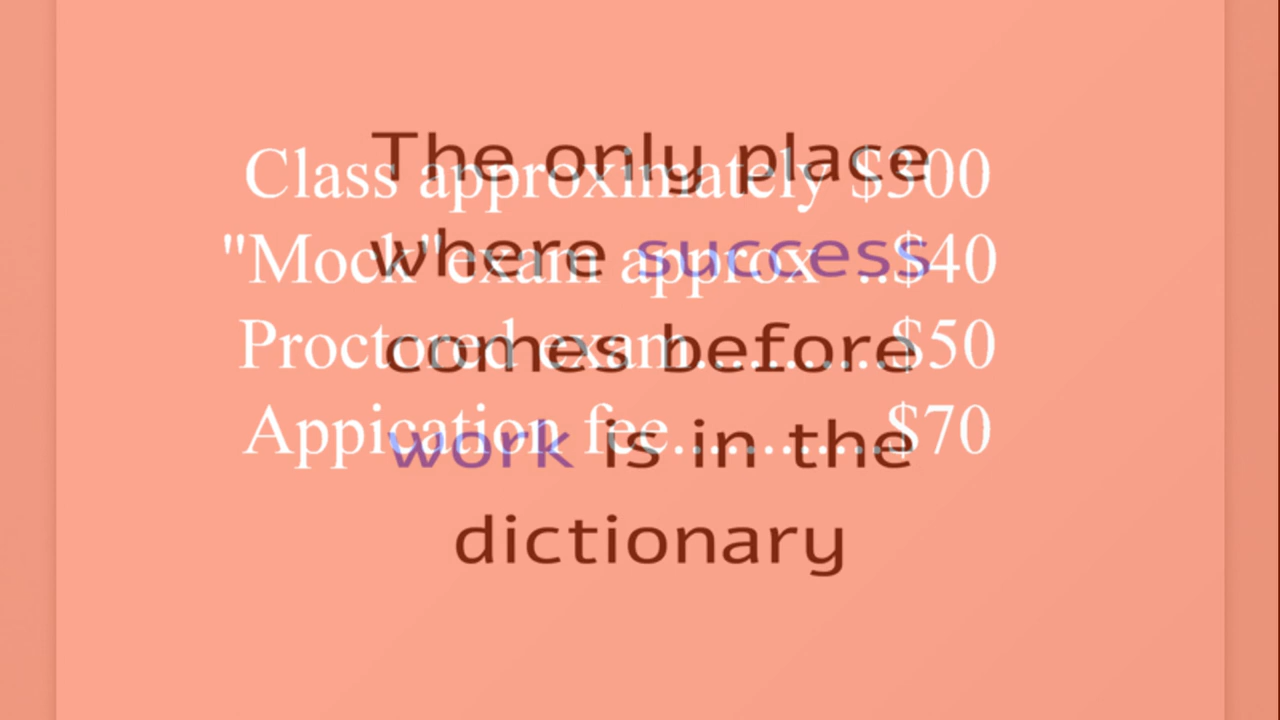 The only place
where success
comes before
work is in the
dictionary
Class approximately $300
"Mock"exam approx ..$40
Proctored exam............$50
Appication fee.............$70